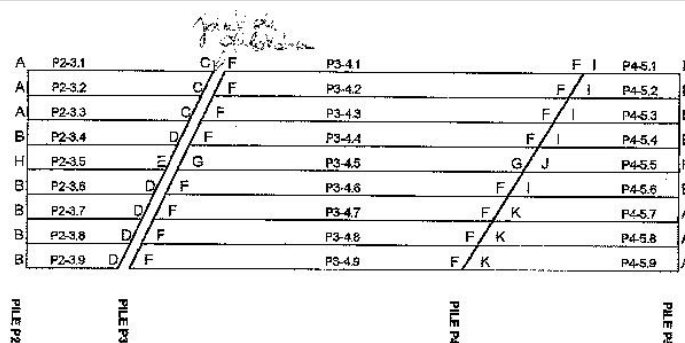 joint de
dilatation
A P2-3.1 C F P3-4.1 F I P4-5.1
A P2-3.2 C F P3-4.2 F I P4-5.2
A P2-3.3 C F P3-4.3 F I P4-5.3
B P2-3.4 D F P3-4.4 F I P4-5.4
H P2-3.5 E G P3-4.5 G J P4-5.5
B P2-3.6 D F P3-4.6 F I P4-5.6
B P2-3.7 D F P3-4.7 F K P4-5.7 A
B P2-3.8 D F P3-4.8 F K P4-5.8 A
B P2-3.9 D F P3-4.9 F K P4-5.9 A
PILE P2
PILE P3
PILE P4
PILE P5